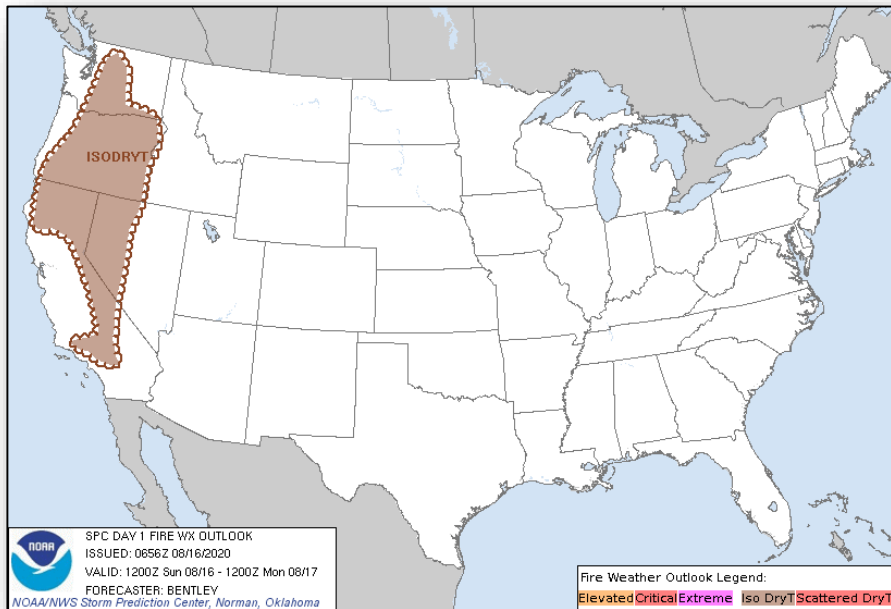 ISODRYT
NOAA
SPC DAY 1 FIRE WX OUTLOOK
ISSUED: 0656Z 08/16/2020
VALID: 1200Z Sun 08/16 - 1200Z Mon 08/17
FORECASTER: BENTLEY
NOAA/NWS Storm Prediction Center, Norman, Oklahoma
Fire Weather Outlook Legend:
Elevated Critical Extreme Iso DryT Scattered DryT